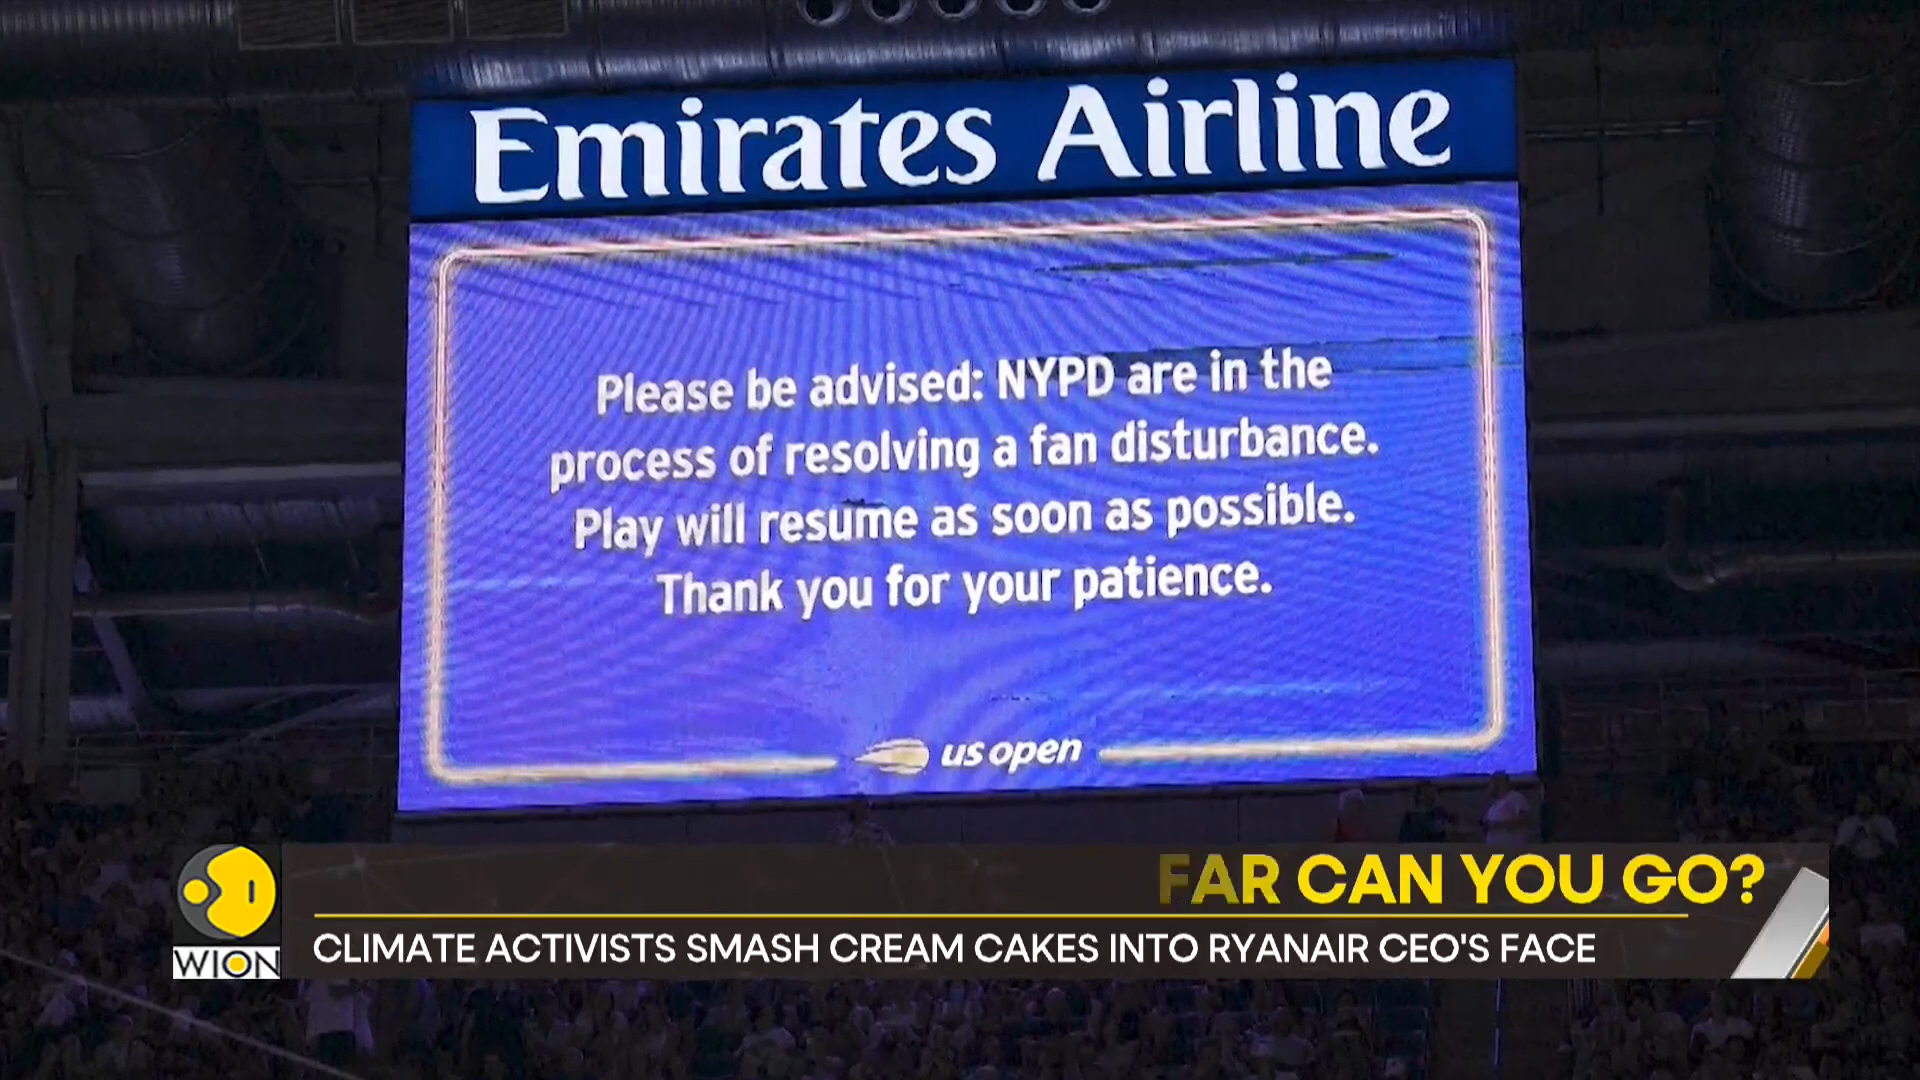 Emirates Airline
Please be advised: NYPD are in the
process of resolving a fan disturbance.
Play will resume as soon as possible.
Thank you for your patience.
us open
FAR CAN YOU GO?
CLIMATE ACTIVISTS SMASH CREAM CAKES INTO RYANAIR CEO'S FACE
WION